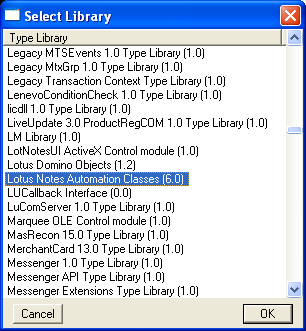 Select Library
Type Library
Legacy MTSEvents 1.0 Type Library (1.0)
Legacy MtxGrp 1.0 Type Library (1.0)
Legacy Transaction Context Type Library (1.0)
LenevoConditionCheck 1.0 Type Library (1.0)
licdll 1.0 Type Library (1.0)
LiveUpdate 3.0 ProductRegCOM 1.0 Type Library (1.0)
LM Library (1.0)
LotNotesUI ActiveX Control module (1.0)
Lotus Domino Objects (1.2)
Lotus Notes Automation Classes (6.0)
LUCallback Interface (0.0)
LuComServer 1.0 Type Library (1.0)
Marquee OLE Control module (1.0)
MasRecon 15.0 Type Library (1.0)
MerchantCard 13.0 Type Library (1.0)
Messenger 1.0 Type Library (1.0)
Messenger API Type Library (1.0)
Messenger Extensions Type Library (1.0)
Cancel
OK